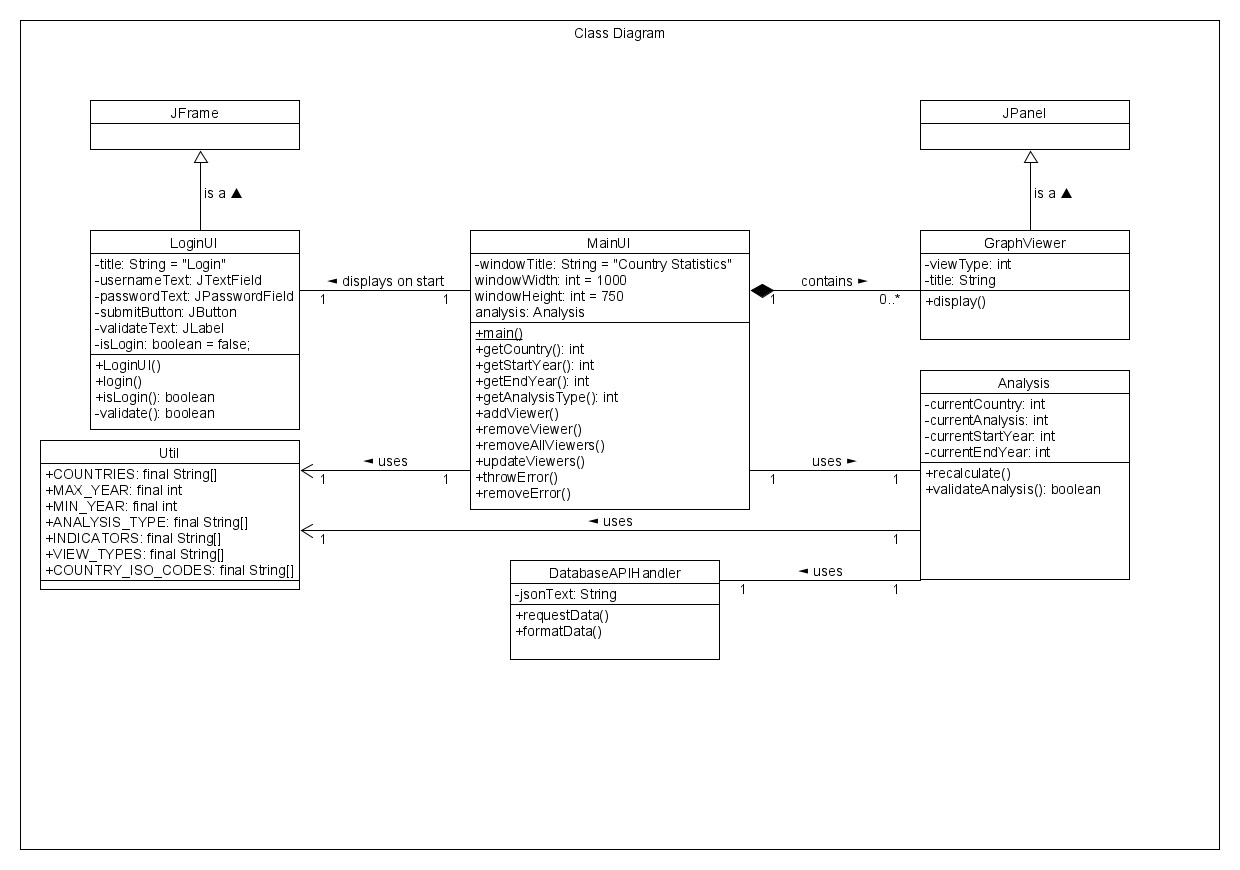 Class Diagram
JFrame
JPanel
is a ▲
is a ▲
LoginUI
-title: String = "Login"
-usernameText: JTextField
-passwordText: JPasswordField
-submitButton: JButton
-validateText: JLabel
-isLogin: boolean = false;
+LoginUI()
+login()
+isLogin(): boolean
-validate(): boolean
◄ displays on start
1
1
MainUI
-windowTitle: String = "Country Statistics"
windowWidth: int = 1000
windowHeight: int = 750
analysis: Analysis
+main()
+getCountry(): int
+getStartYear(): int
+getEndYear(): int
+getAnalysisType(): int
+addViewer()
+removeViewer()
+removeAllViewers()
+updateViewers()
+throwError()
+removeError()
contains ►
1
0..*
GraphViewer
-viewType: int
-title: String
+display()
Analysis
-currentCountry: int
-currentAnalysis: int
-currentStartYear: int
-currentEndYear: int
+recalculate()
+validateAnalysis(): boolean
Util
+COUNTRIES: final String[]
+MAX_YEAR: final int
+MIN_YEAR: final int
+ANALYSIS_TYPE: final String[]
+INDICATORS: final String[]
+VIEW_TYPES: final String[]
+COUNTRY_ISO_CODES: final String[]
◄ uses
1
1
uses ►
1
1
◄ uses
1
1
DatabaseAPIHandler
-jsonText: String
+requestData()
+formatData()
◄ uses
1
1